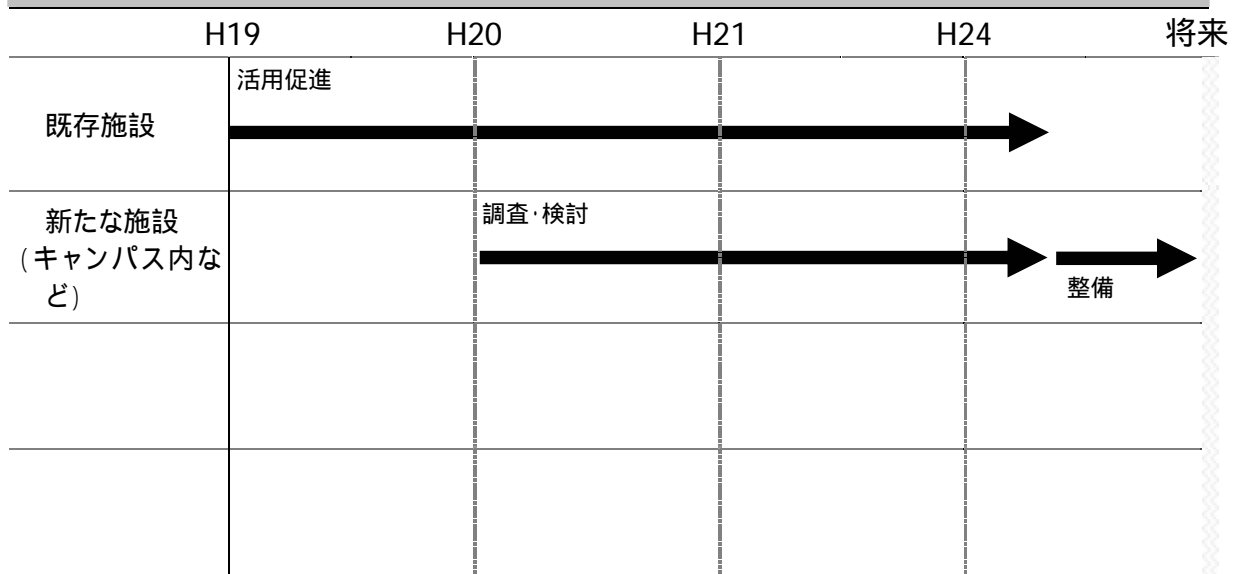 H19 H20 H21 H24 将来
活用促進
既存施設
新たな施設
(キャンパス内な
ど)
調査・検討
整備